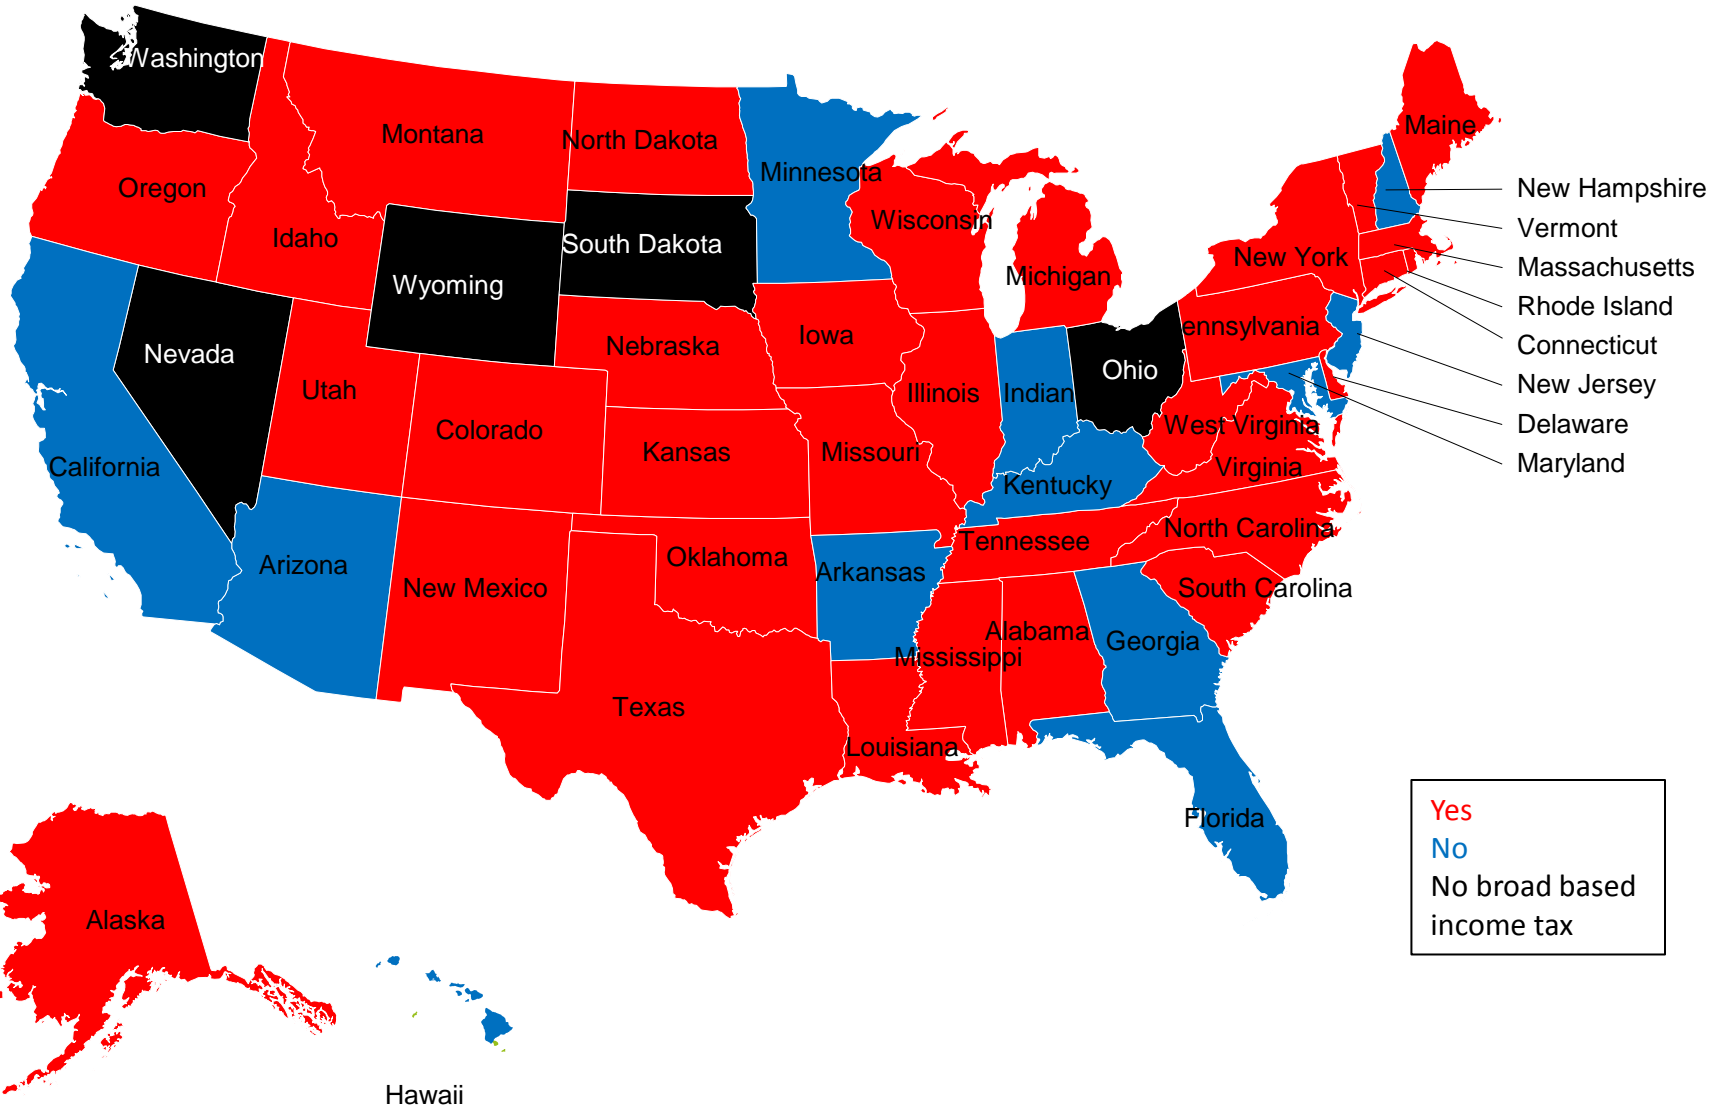 Washington
Montana
North Dakota
Minnesota
Maine
Oregon
Idaho
Wyoming
South Dakota
Wisconsin
Michigan
New York
New Hampshire
Vermont
Massachusetts
Rhode Island
Connecticut
New Jersey
Delaware
Maryland
Nevada
Utah
Colorado
Nebraska
Iowa
Illinois
Indian
Ohio
ennsylvania
California
Kansas
Missouri
Kentucky
West Virginia
Virginia
Arizona
New Mexico
Oklahoma
Arkansas
Tennessee
North Carolina
South Carolina
Texas
Louisiana
Mississippi
Alabama
Georgia
Florida
Alaska
Hawaii
Yes
No
No broad based
income tax